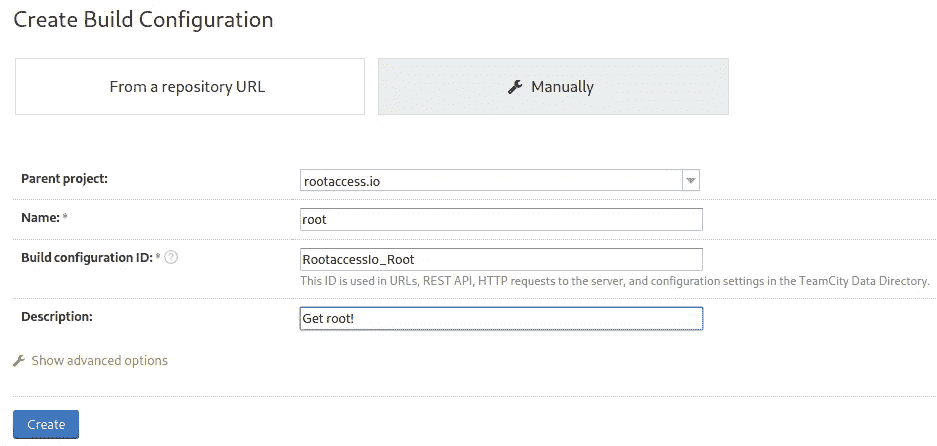 Create Build Configuration
From a repository URL
Manually
Parent project:
rootaccess.io
Name: *
root
Build configuration ID: * ?
RootaccessIo_Root
This ID is used in URLs, REST API, HTTP requests to the server, and configuration settings in the TeamCity Data Directory.
Description:
Get root!
Show advanced options
Create